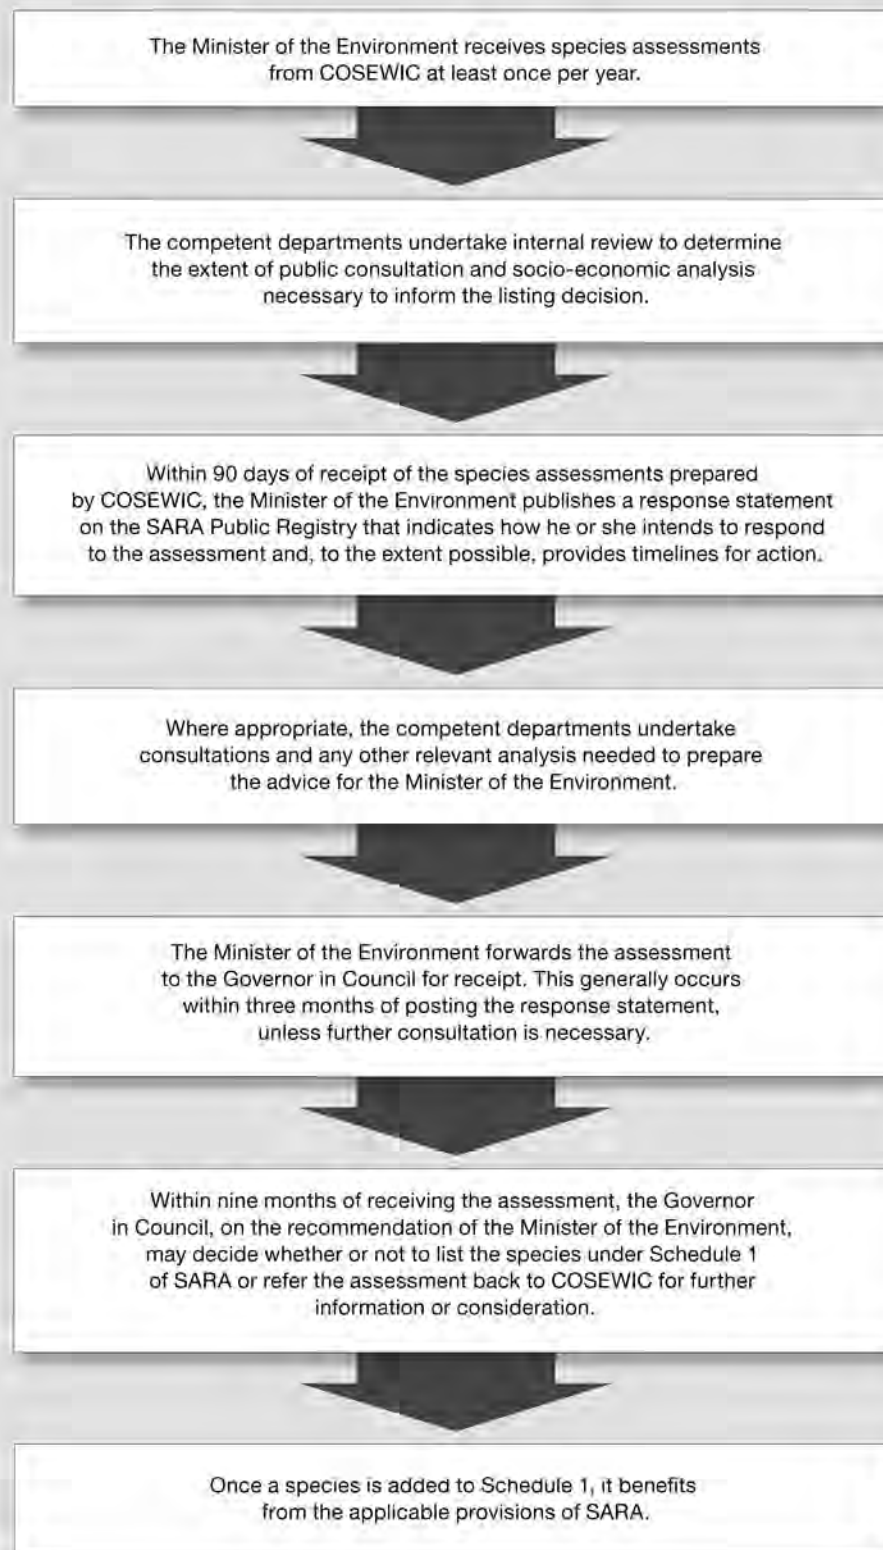 The Minister of the Environment receives species assessments
from COSEWIC at least once per year.
The competent departments undertake internal review to determine
the extent of public consultation and socio-economic analysis
necessary to inform the listing decision.
Within 90 days of receipt of the species assessments prepared
by COSEWIC, the Minister of the Environment publishes a response statement
on the SARA Public Registry that indicates how he or she intends to respond
to the assessment and, to the extent possible, provides timelines for action.
Where appropriate, the competent departments undertake
consultations and any other relevant analysis needed to prepare
the advice for the Minister of the Environment.
The Minister of the Environment forwards the assessment
to the Governor in Council for receipt. This generally occurs
within three months of posting the response statement,
unless further consultation is necessary.
Within nine months of receiving the assessment, the Governor
in Council, on the recommendation of the Minister of the Environment,
may decide whether or not to list the species under Schedule 1
of SARA or refer the assessment back to COSEWIC for further
information or consideration.
Once a species is added to Schedule 1, it benefits
from the applicable provisions of SARA.